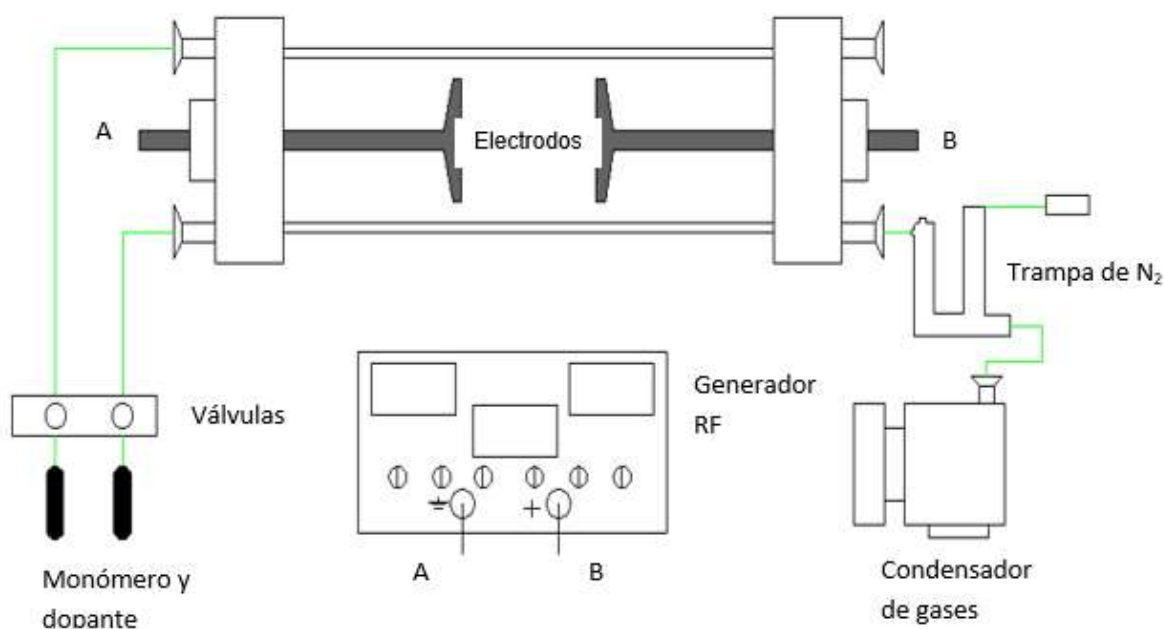 A
Electrodos
B
Trampa de N₂
Válvulas
Generador
RF
+
A
B
Monómero y
dopante
Condensador
de gases